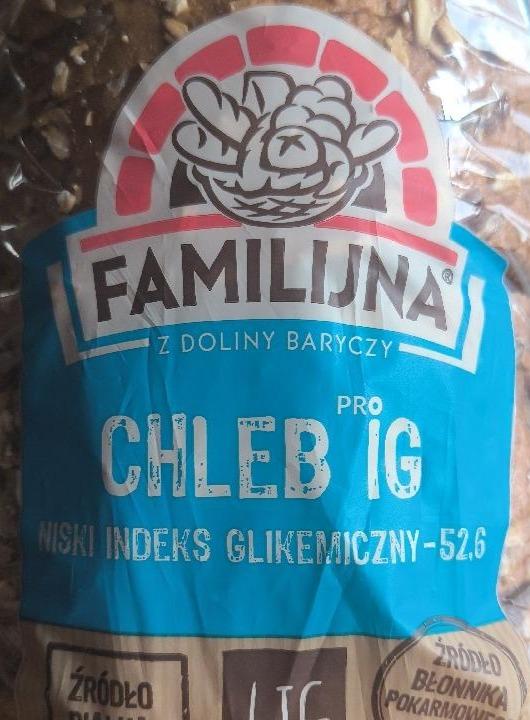 FAMILIJNA®
Z DOLINY BARYCZY
CHLEB PRO IG
NISKI INDEKS GLIKEMICZNY-52,6
ŹRÓDŁO
ŹRÓDŁO
BŁONNIKA
POKARMOWEGO